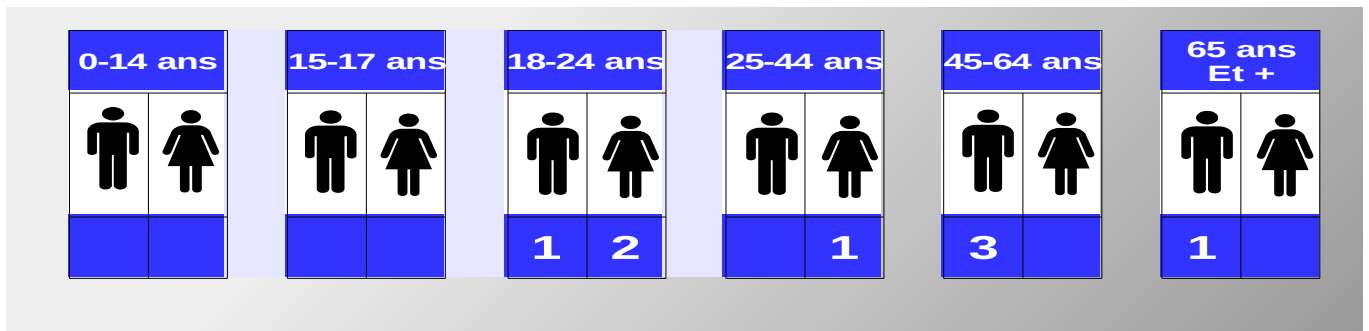 0-14 ans
15-17 ans
18-24 ans
25-44 ans
45-64 ans
65 ans
Et +
1 2
1
3
1